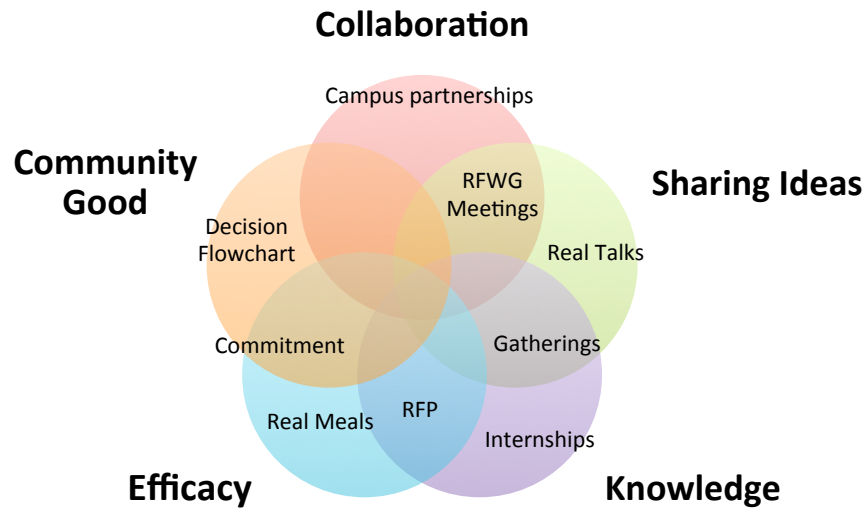 Collaboration
Campus partnerships
Community
Good
RFWG
Meetings
Sharing Ideas
Decision
Flowchart
Real Talks
Commitment
Gatherings
Real Meals
RFP
Internships
Efficacy
Knowledge